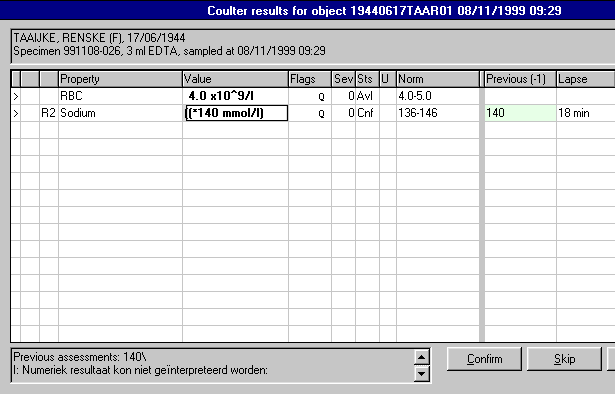 Coulter results for object 19440617TAAR01 08/11/1999 09:29
TAAIJKE, RENSKE (F), 17/06/1944
Specimen 991108-026, 3 ml EDTA, sampled at 08/11/1999 09:29
Property Value Flags Sev Sts U Norm Previous (-1) Lapse
> RBC 4.0 x10^9/l Q 0 Avl 4.0-5.0
> R2 Sodium ((*140 mmol/l) Q 0 Cnf 136-146 140 18 min
Previous assessments: 140\
I: Numeriek resultaat kon niet geïnterpreteerd worden:
Confirm Skip